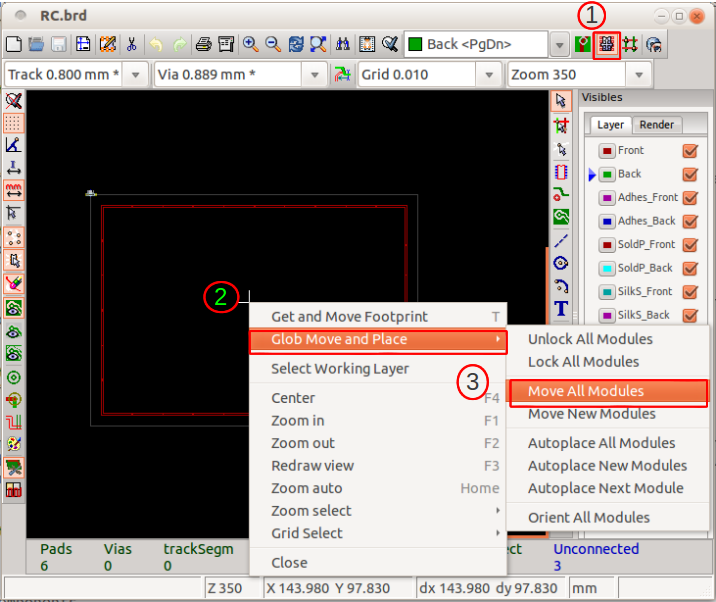 RC.brd
1
Back <PgDn>
Track 0.800 mm *
Via 0.889 mm *
Grid 0.010
Zoom 350
Visibles
Layer
Render
Front
Back
Adhes_Front
Adhes_Back
SoldP_Front
SoldP_Back
SilkS_Front
SilkS_Back
mm
T
2
Get and Move Footprint T
Glob Move and Place
Select Working Layer
3
Center F4
Zoom in F1
Zoom out F2
Redraw view F3
Zoom auto Home
Zoom select
Grid Select
Close
Unlock All Modules
Lock All Modules
Move All Modules
Move New Modules
Autoplace All Modules
Autoplace New Modules
Autoplace Next Module
Orient All Modules
Pads Vias trackSegm ect Unconnected
6 0 0 3
Z 350 X 143.980 Y 97.830 dx 143.980 dy 97.830 mm